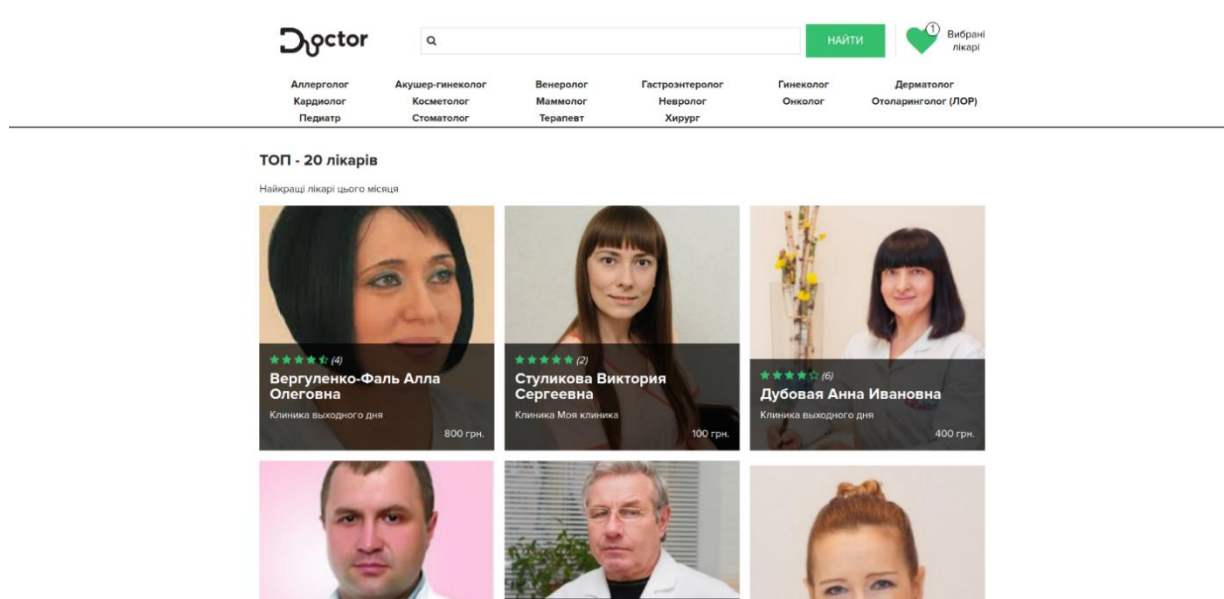 Doctor
НАЙТИ
1
Вибрані
лікарі
Аллерголог Акушер-гинеколог Венеролог Гастроэнтеролог Гинеколог Дерматолог
Кардиолог Косметолог Маммолог Невролог Онколог Отоларинголог (ЛОР)
Педиатр Стоматолог Терапевт Хирург
ТОП - 20 лікарів
Найкращі лікарі цього місяця
(4)
Вергуленко-Фаль Алла
Олеговна
Клиника выходного дня
800 грн.
(2)
Стуликова Виктория
Сергеевна
Клиника Моя клиника
100 грн.
(6)
Дубовая Анна Ивановна
Клиника выходного дня
400 грн.